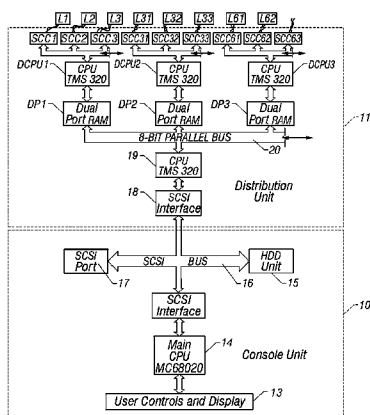 L1 L2 L3 L31 L32 L33 L61 L62
SCC1 SCC2 SCC3 SCC31 SCC32 SCC33 SCC61 SCC62 SCC63
DCPU1 DCPU2 DCPU3
CPU TMS 320 CPU TMS 320 CPU TMS 320
DP1 DP2 DP3
Dual Port RAM Dual Port RAM Dual Port RAM
11
8-BIT PARALLEL BUS
20
19
CPU
TMS 320
18
SCSI
Interface
Distribution
Unit
SCSI
Port
17
SCSI BUS
16
HDD
Unit
15
10
SCSI
Interface
14
Main
CPU
MC68020
Console Unit
13
User Controls and Display